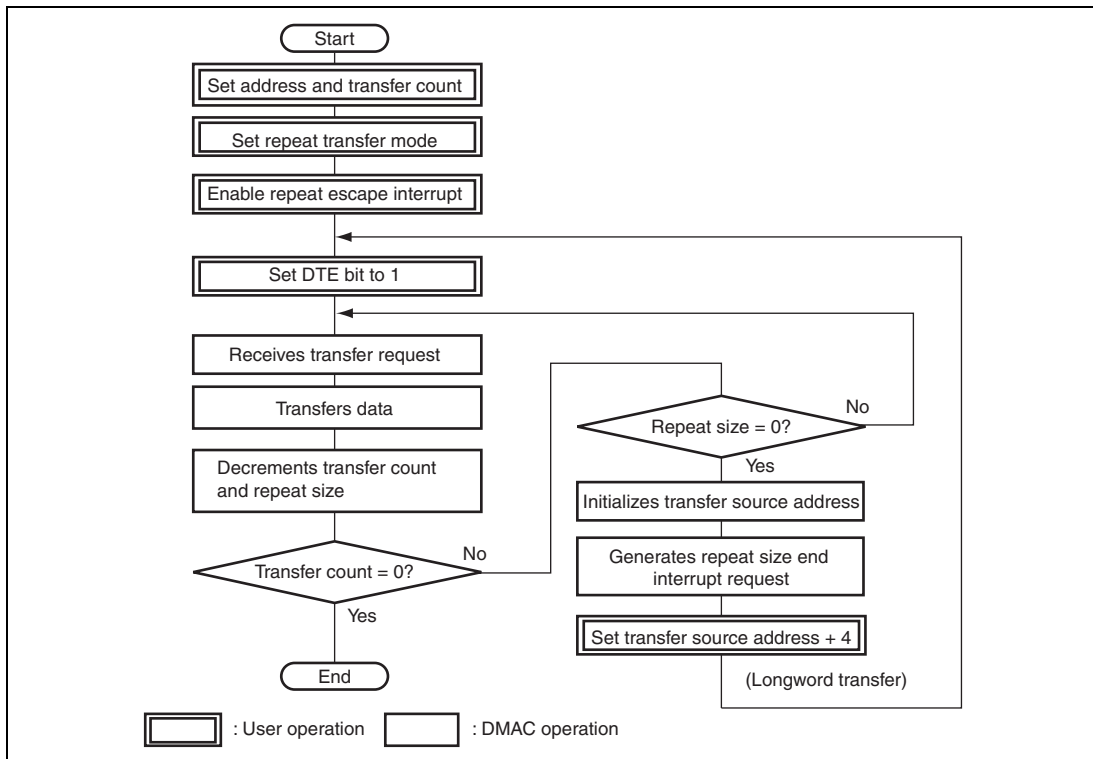 Start
Set address and transfer count
Set repeat transfer mode
Enable repeat escape interrupt
Set DTE bit to 1
Receives transfer request
Transfers data
Decrements transfer count
and repeat size
Transfer count = 0?
No
Yes
End
Repeat size = 0?
No
Yes
Initializes transfer source address
Generates repeat size end
interrupt request
Set transfer source address + 4
(Longword transfer)
: User operation
: DMAC operation